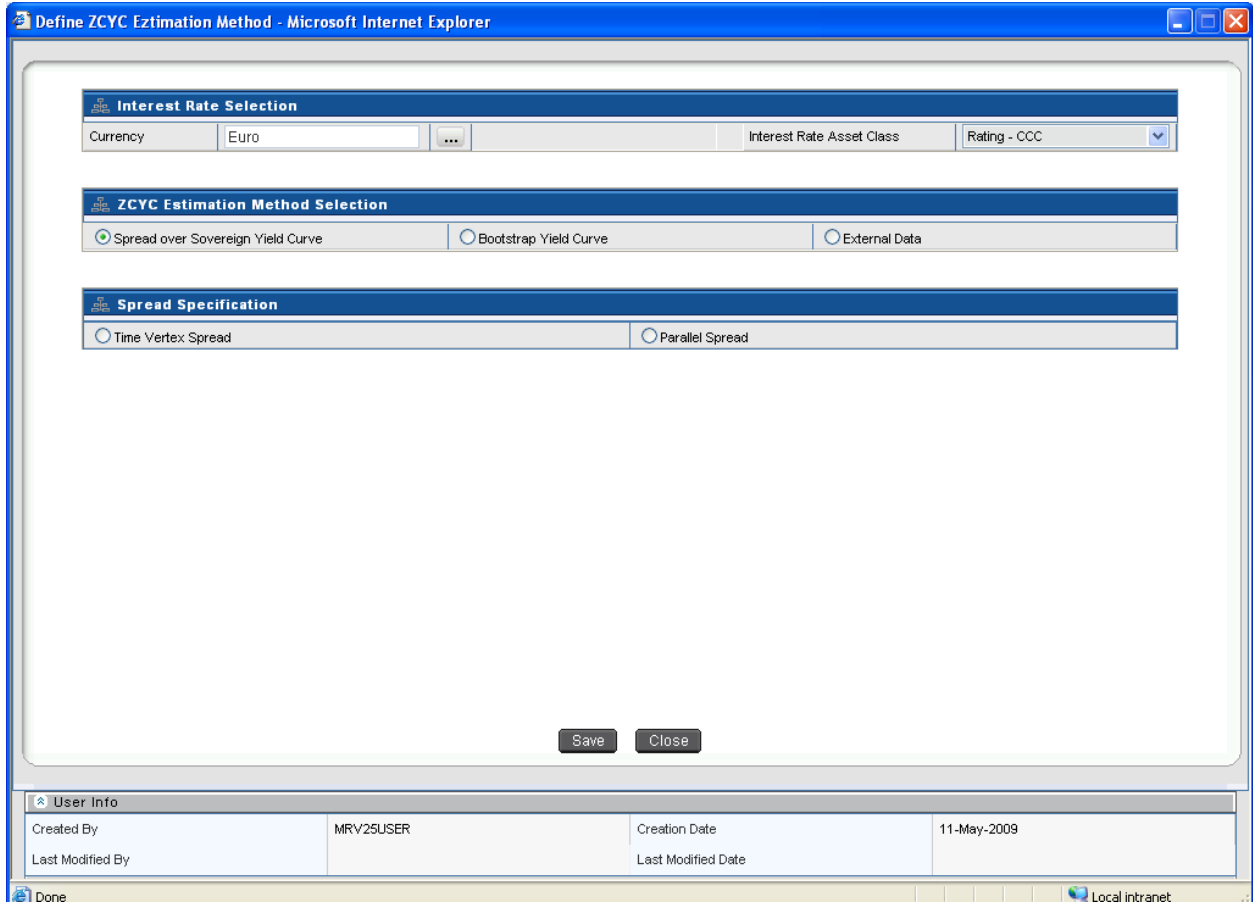 Define ZCYC Eztimation Method - Microsoft Internet Explorer
Interest Rate Selection
Currency Euro ... Interest Rate Asset Class Rating - CCC
ZCYC Estimation Method Selection
Spread over Sovereign Yield Curve Bootstrap Yield Curve External Data
Spread Specification
Time Vertex Spread Parallel Spread
Save Close
User Info
Created By MRV25USER Creation Date 11-May-2009
Last Modified By Last Modified Date
Done Local intranet